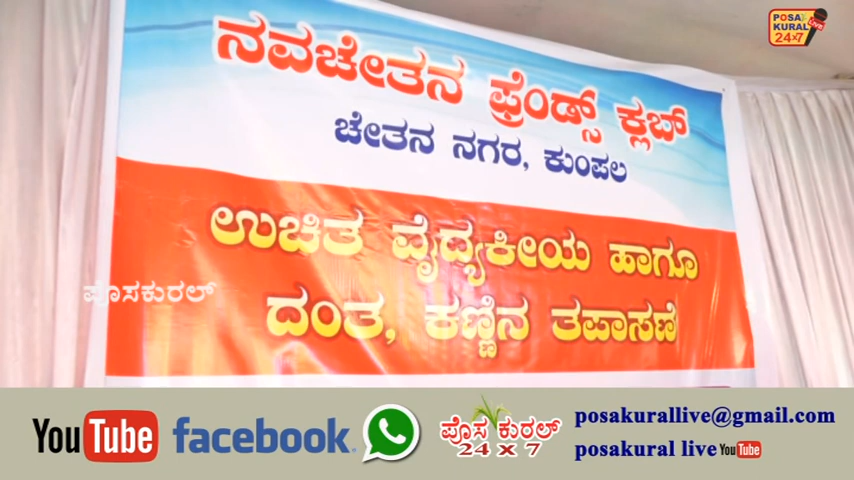 POSA
KURAL Live
24x7
ನವಚೇತನ ಫ್ರೆಂಡ್ಸ್ ಕ್ಲಬ್
ಚೇತನ ನಗರ, ಕುಂಪಲ
ಉಚಿತ ವೈದ್ಯಕೀಯ ಹಾಗೂ
ದಂತ, ಕಣ್ಣಿನ ತಪಾಸಣೆ
ಪೊಸಕುರಲ್
YouTube facebook ಪೊಸ ಕುರಲ್ posakurallive@gmail.com
24 x 7 posakural live YouTube